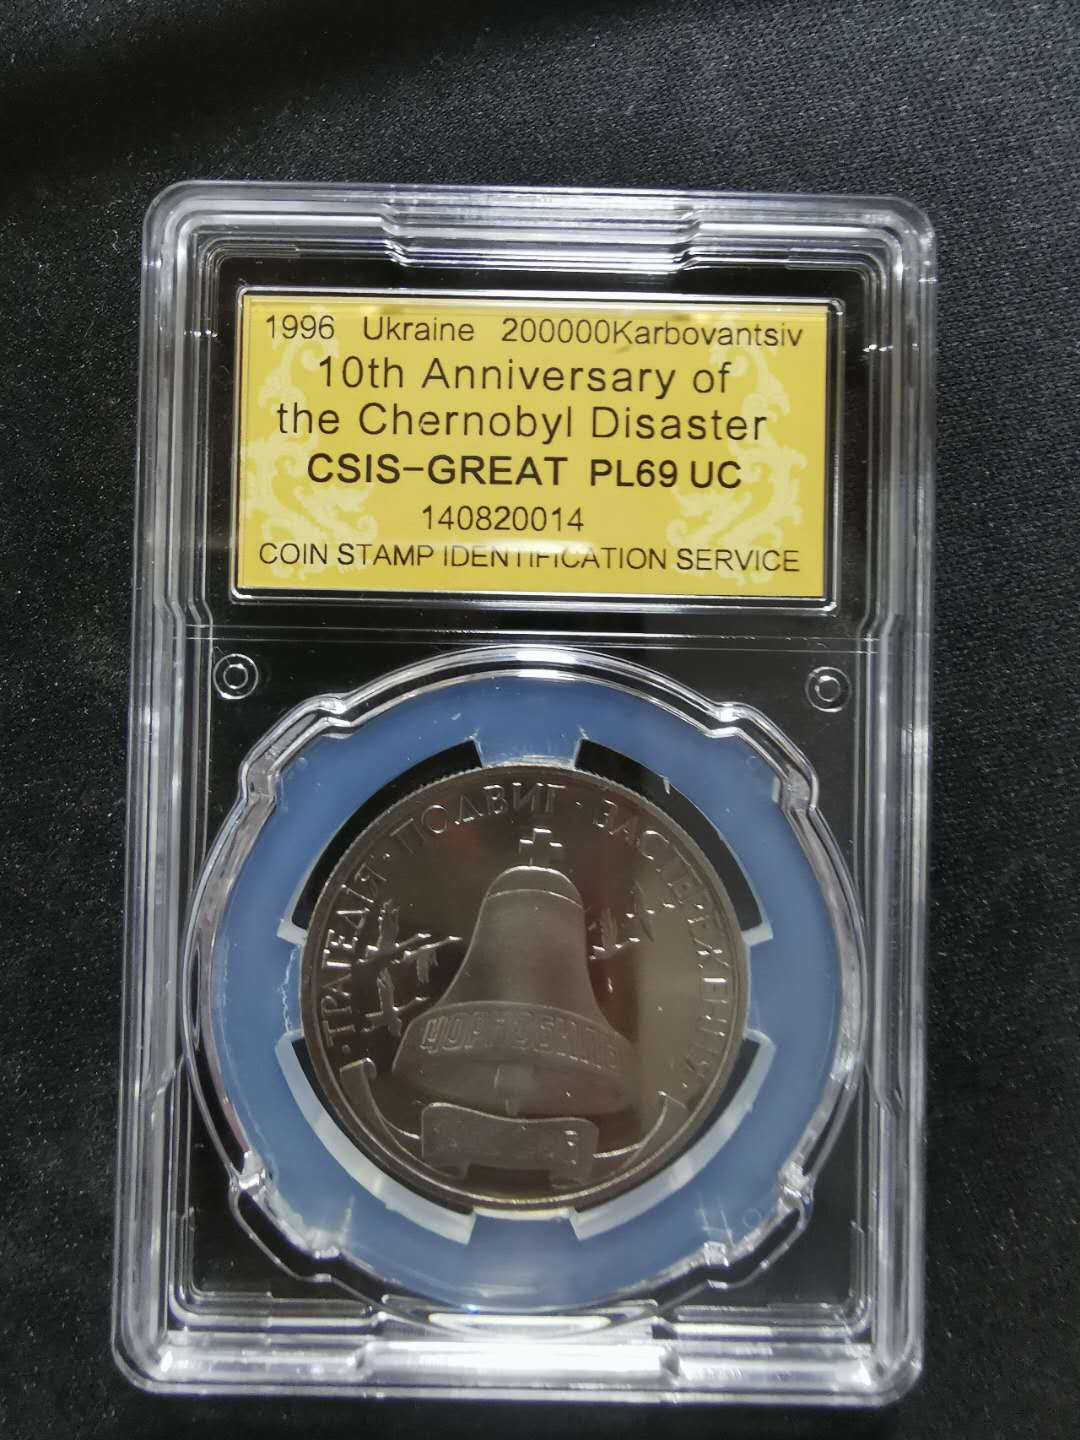 1996 Ukraine 200000Karbovantsiv
10th Anniversary of
the Chernobyl Disaster
CSIS-GREAT PL69 UC
140820014
COIN STAMP IDENTIFICATION SERVICE
· ТРАГЕДІЯ · ПОДВИГ · ЗАСТЕРЕЖЕННЯ ·
ЧОРНОБИЛЬ